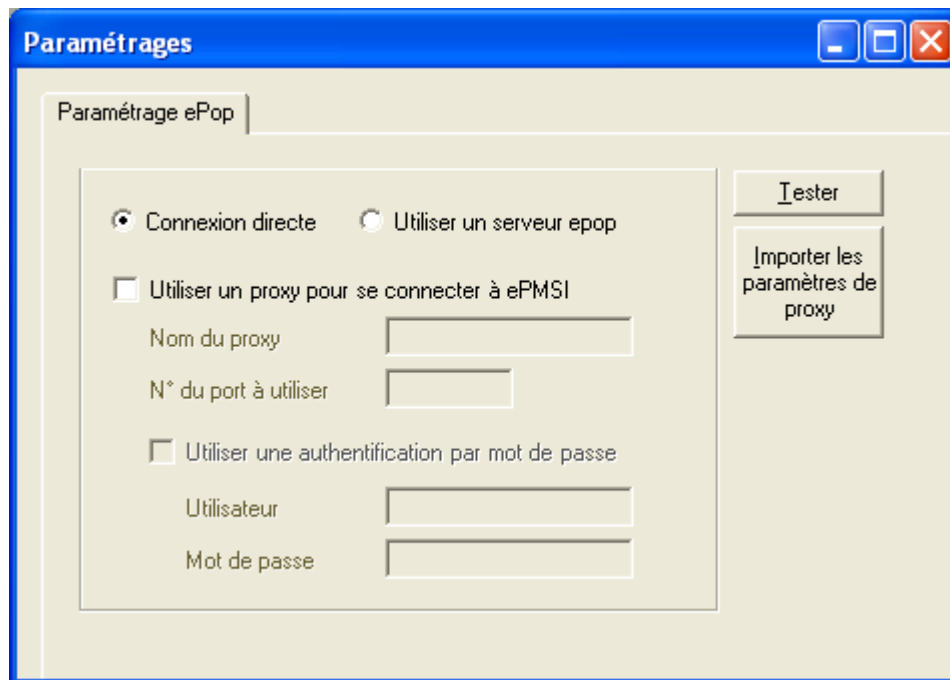 Paramétrages
Paramétrage ePop
Connexion directe
Utiliser un serveur epop
Tester
Importer les
paramètres de
proxy
Utiliser un proxy pour se connecter à ePMSI
Nom du proxy
N° du port à utiliser
Utiliser une authentification par mot de passe
Utilisateur
Mot de passe